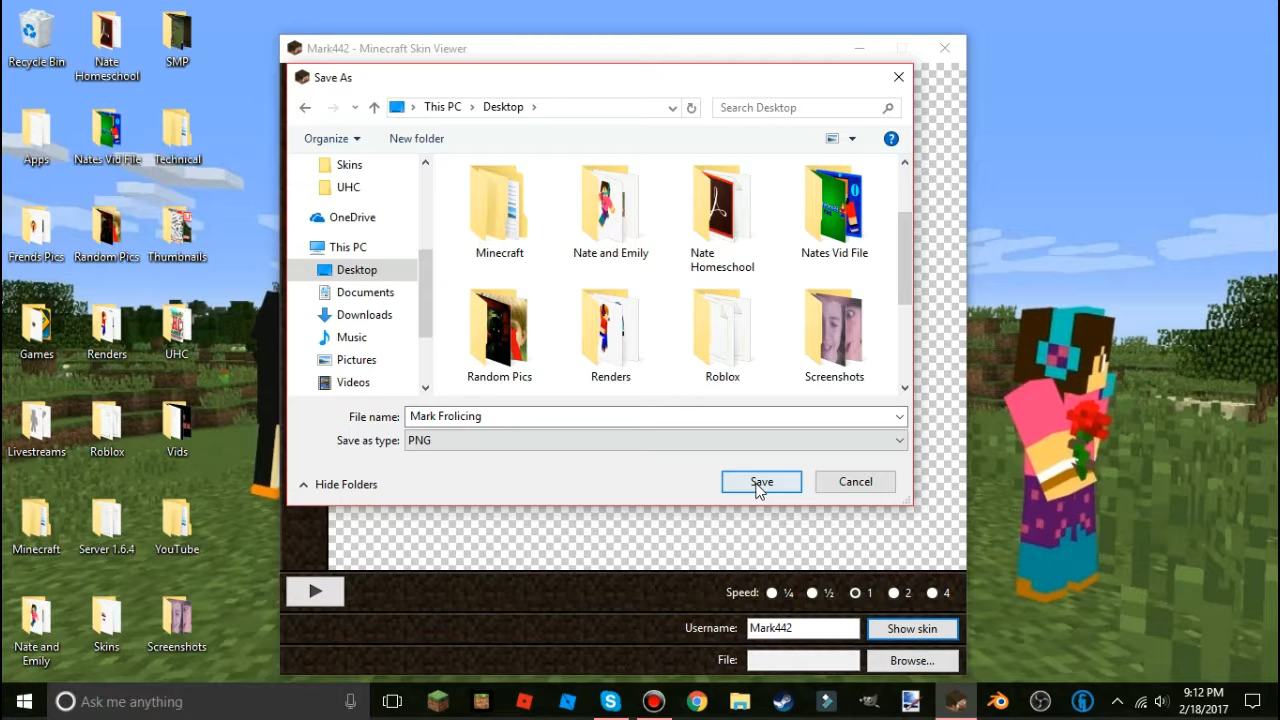 Recycle Bin
Nate Homeschool
SMP
Apps
Nates Vid File
Technical
Frends Pics
Random Pics
Thumbnails
Games
Renders
UHC
Livestreams
Roblox
Vids
Minecraft
Server 1.6.4
YouTube
Nate and Emily
Skins
Screenshots
Mark442 - Minecraft Skin Viewer
Save As
This PC > Desktop >
Search Desktop
Organize
New folder
Skins
UHC
OneDrive
This PC
Desktop
Documents
Downloads
Music
Pictures
Videos
Minecraft
Nate and Emily
Nate Homeschool
Nates Vid File
Random Pics
Renders
Roblox
Screenshots
File name: Mark Frolicing
Save as type: PNG
Hide Folders
Save
Cancel
Speed: ¼ ½ 1 2 4
Username: Mark442 Show skin
File: Browse...
Ask me anything
9:12 PM
2/18/2017